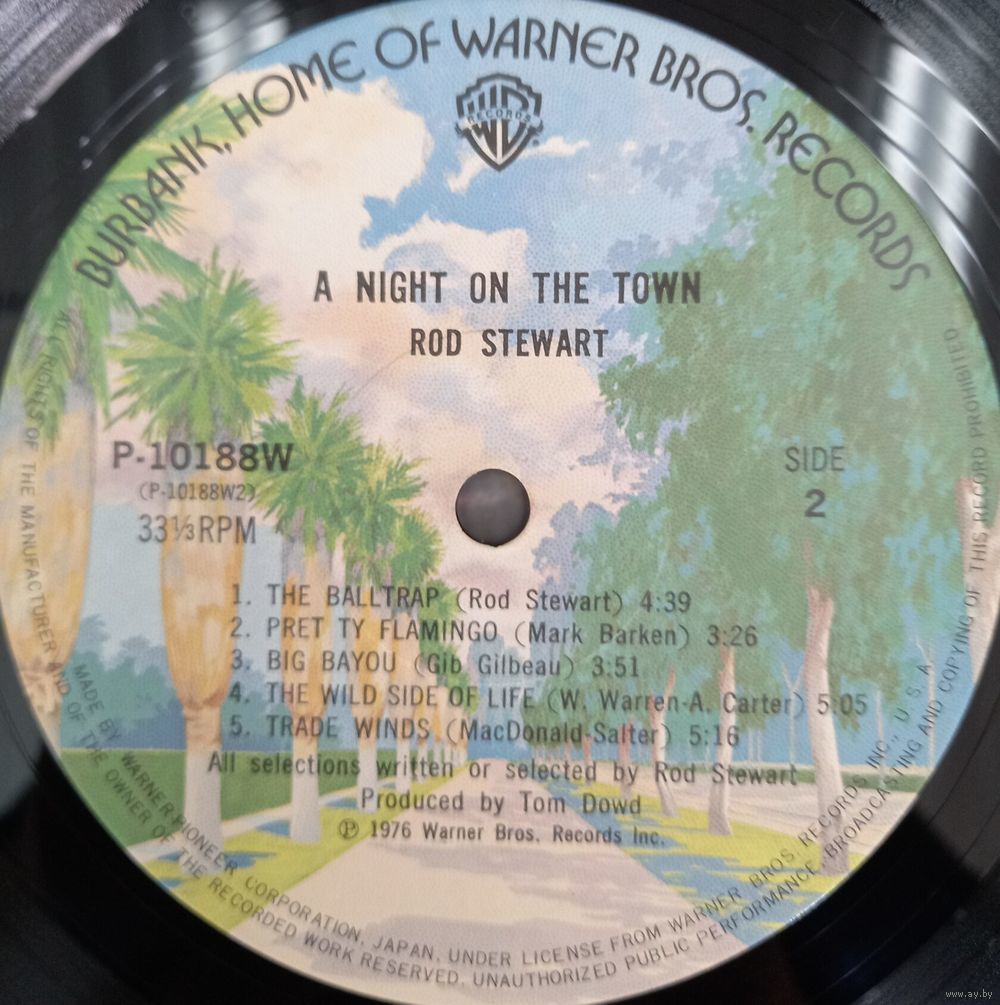 BURBANK, HOME OF WARNER BROS. RECORDS
WB
RECORDS
A NIGHT ON THE TOWN
ROD STEWART
P-10188W
(P-10188W2)
33⅓RPM
SIDE
2
1. THE BALLTRAP (Rod Stewart) 4:39
2. PRET TY FLAMINGO (Mark Barken) 3:26
3. BIG BAYOU (Gib Gilbeau) 3:51
4. THE WILD SIDE OF LIFE (W. Warren-A. Carter) 5:05
5. TRADE WINDS (MacDonald-Salter) 5:16
All selections written or selected by Rod Stewart
Produced by Tom Dowd
Ⓟ 1976 Warner Bros. Records Inc.
MADE BY WARNER-PIONEER CORPORATION, JAPAN, UNDER LICENSE FROM WARNER BROS. RECORDS INC., U.S.A.
ALL RIGHTS OF THE MANUFACTURER AND OF THE OWNER OF THE RECORDED WORK RESERVED. UNAUTHORIZED PUBLIC PERFORMANCE, BROADCASTING AND COPYING OF THIS RECORD PROHIBITED
www.ay.by